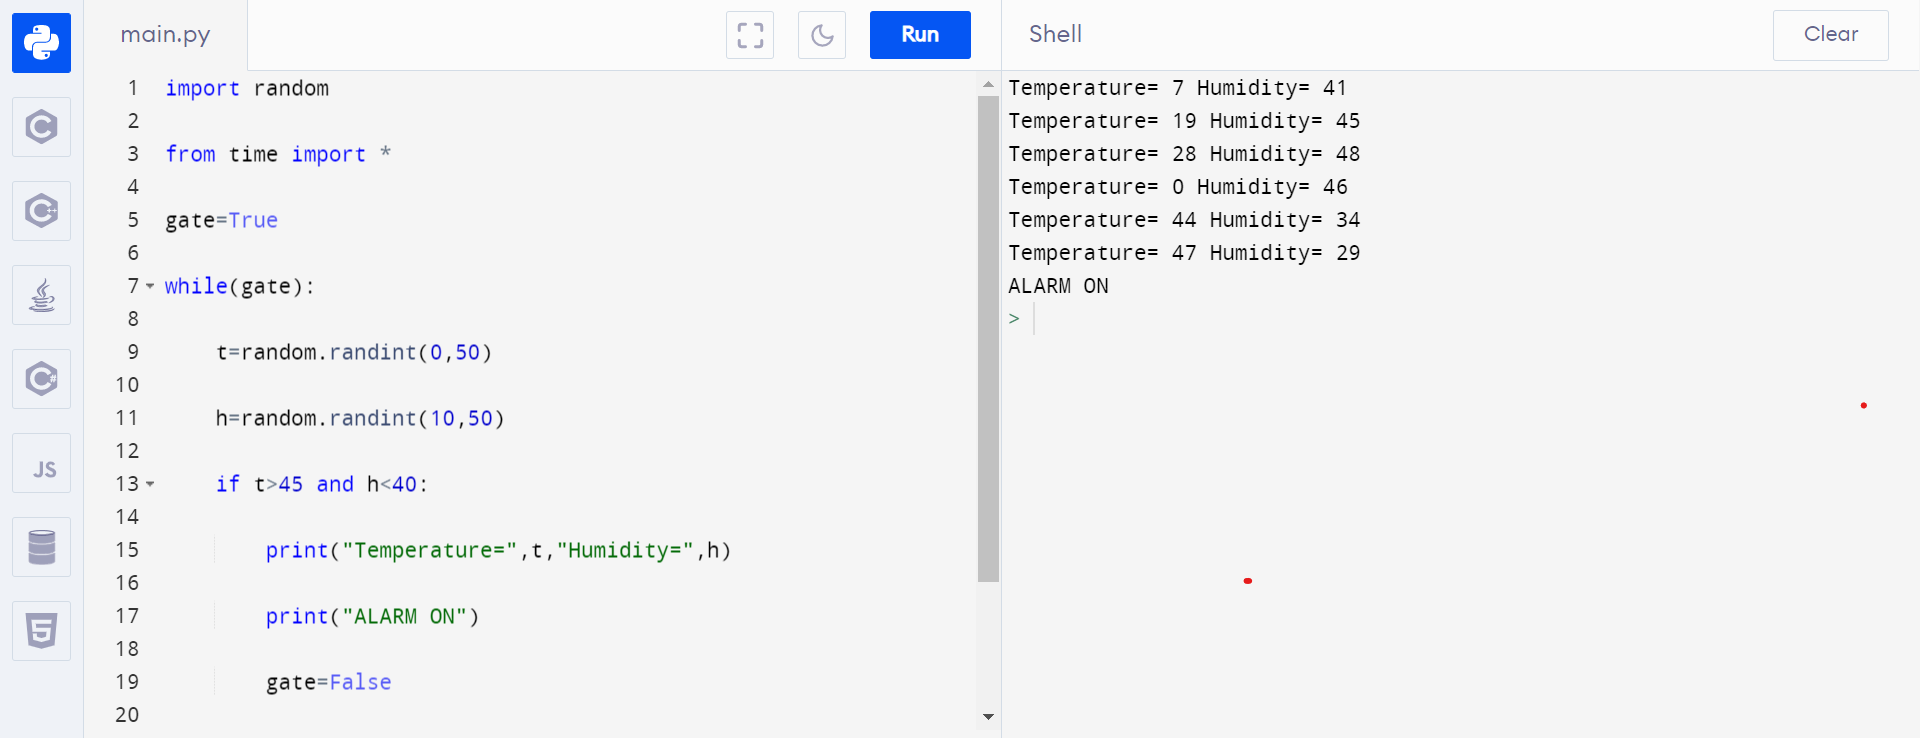 main.py
Run
Shell
Clear
1 import random
2
3 from time import *
4
5 gate=True
6
7 while(gate):
8
9 t=random.randint(0,50)
10
11 h=random.randint(10,50)
12
13 if t>45 and h<40:
14
15 print("Temperature=",t,"Humidity=",h)
16
17 print("ALARM ON")
18
19 gate=False
20
Temperature= 7 Humidity= 41
Temperature= 19 Humidity= 45
Temperature= 28 Humidity= 48
Temperature= 0 Humidity= 46
Temperature= 44 Humidity= 34
Temperature= 47 Humidity= 29
ALARM ON
>
C
C++
C#
JS
5